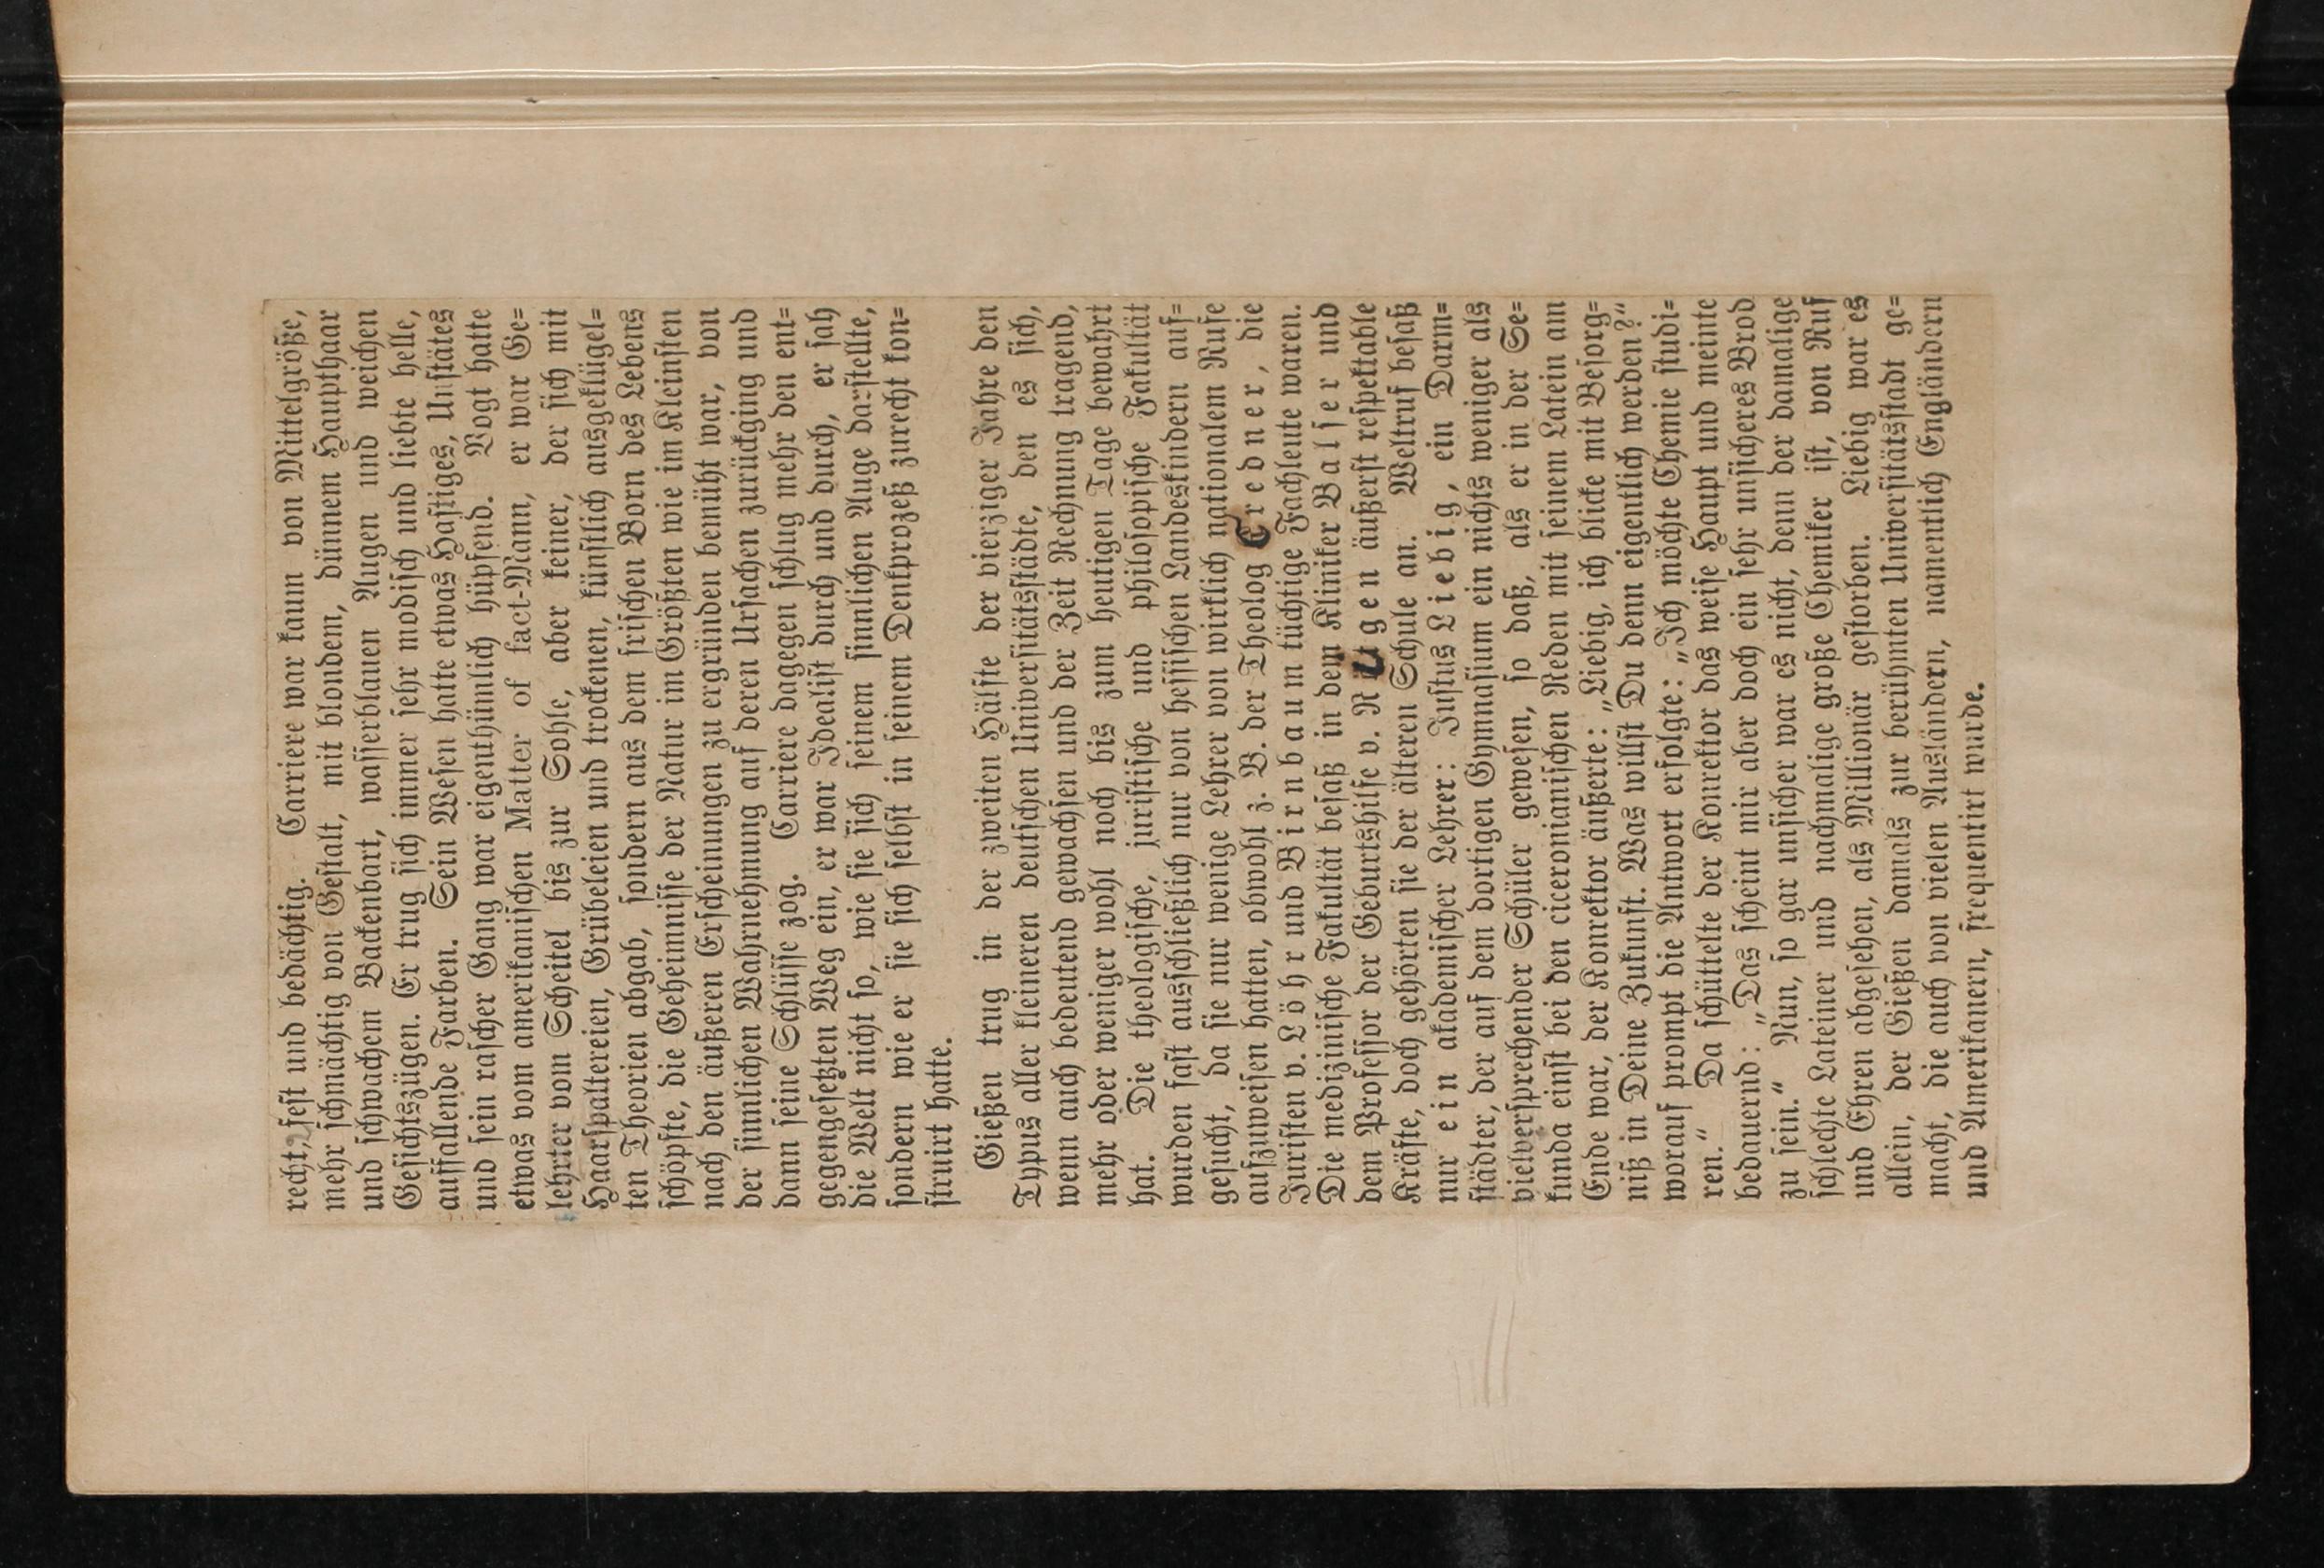 recht, fest und bedächtig. Carriere war kaum von Mittelgröße,
mehr schmächtig von Gestalt, mit blondem, dünnem Haupthaar
und schwachem Backenbart, wasserblauen Augen und weichen
Gesichtszügen. Er trug sich immer sehr modisch und liebte helle,
auffallende Farben. Sein Wesen hatte etwas Hastiges, Unstätes
und sein rascher Gang war eigenthümlich hüpfend. Vogt hatte
etwas vom amerikanischen Matter of fact-Mann, er war Ge-
lehrter vom Scheitel bis zur Sohle, aber keiner, der sich mit
Haarspaltereien, Grübeleien und trockenen, künstlich ausgeklügel-
ten Theorien abgab, sondern aus dem frischen Born des Lebens
schöpfte, die Geheimnisse der Natur im Größten wie im Kleinsten
nach den äußeren Erscheinungen zu ergründen bemüht war, von
der sinnlichen Wahrnehmung auf deren Ursachen zurückging und
dann seine Schlüsse zog. Carriere dagegen schlug mehr den ent-
gegengesetzten Weg ein, er war Idealist durch und durch, er sah
die Welt nicht so, wie sie sich seinem sinnlichen Auge darstellte,
sondern wie er sie sich selbst in seinem Denkprozeß zurecht kon-
struirt hatte.
Gießen trug in der zweiten Hälfte der vierziger Jahre den
Typus aller kleineren deutschen Universitätsstädte, den es sich,
wenn auch bedeutend gewachsen und der Zeit Rechnung tragend,
mehr oder weniger wohl noch bis zum heutigen Tage bewahrt
hat. Die theologische, juristische und philosopische Fakultät
wurden fast ausschließlich nur von hessischen Landeskindern auf-
gesucht, da sie nur wenige Lehrer von wirklich nationalem Rufe
aufzuweisen hatten, obwohl z. B. der Theolog Credner, die
Juristen v. Löhr und Birnbaum tüchtige Fachleute waren.
Die medizinische Fakultät besaß in dem Kliniker Balser und
dem Professor der Geburtshilfe v. Ritgen äußerst respektable
Kräfte, doch gehörten sie der älteren Schule an. Weltruf besaß
nur ein akademischer Lehrer: Justus Liebig, ein Darm-
städter, der auf dem dortigen Gymnasium ein nichts weniger als
vielversprechender Schüler gewesen, so daß, als er in der Se-
kunda einst bei den ciceronianischen Reden mit seinem Latein am
Ende war, der Konrektor äußerte: „Liebig, ich blicke mit Besorg-
niß in Deine Zukunft. Was willst Du denn eigentlich werden?“
worauf prompt die Antwort erfolgte: „Ich möchte Chemie studi-
ren.“ Da schüttelte der Konrektor das weise Haupt und meinte
bedauernd: „Das scheint mir aber doch ein sehr unsicheres Brod
zu sein.“ Nun, so gar unsicher war es nicht, denn der damalige
schlechte Lateiner und nachmalige große Chemiker ist, von Ruf
und Ehren abgesehen, als Millionär gestorben. Liebig war es
allein, der Gießen damals zur berühmten Universitätsstadt ge-
macht, die auch von vielen Ausländern, namentlich Engländern
und Amerikanern, frequentirt wurde.